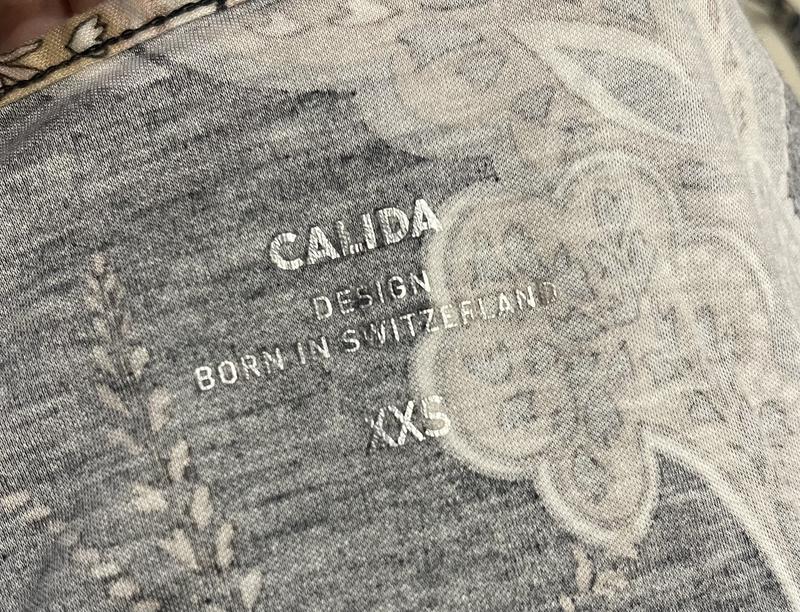 CALIDA
DESIGN
BORN IN SWITZERLAND
XXS